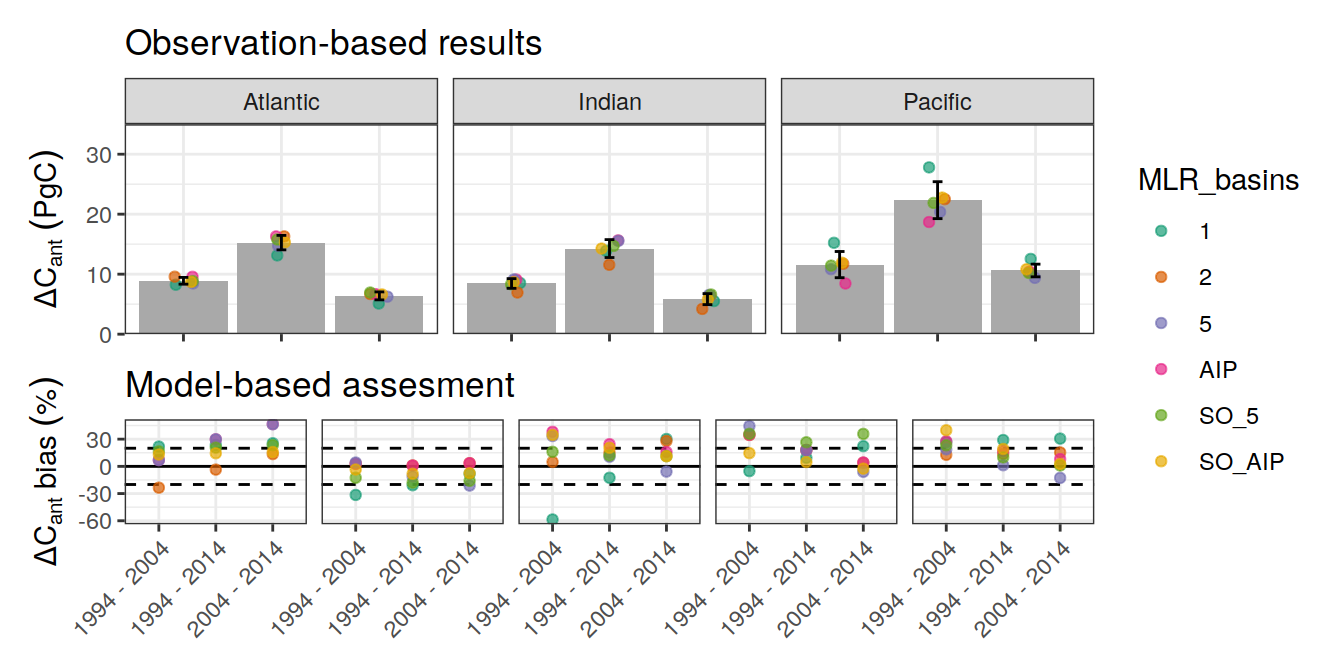 Observation-based results
Atlantic
Indian
Pacific
ΔCant (PgC)
30
20
10
0
Model-based assesment
ΔCant bias (%)
30
0
-30
-60
1994 - 2004
1994 - 2014
2004 - 2014
1994 - 2004
1994 - 2014
2004 - 2014
1994 - 2004
1994 - 2014
2004 - 2014
1994 - 2004
1994 - 2014
2004 - 2014
1994 - 2004
1994 - 2014
2004 - 2014
MLR_basins
1
2
5
AIP
SO_5
SO_AIP